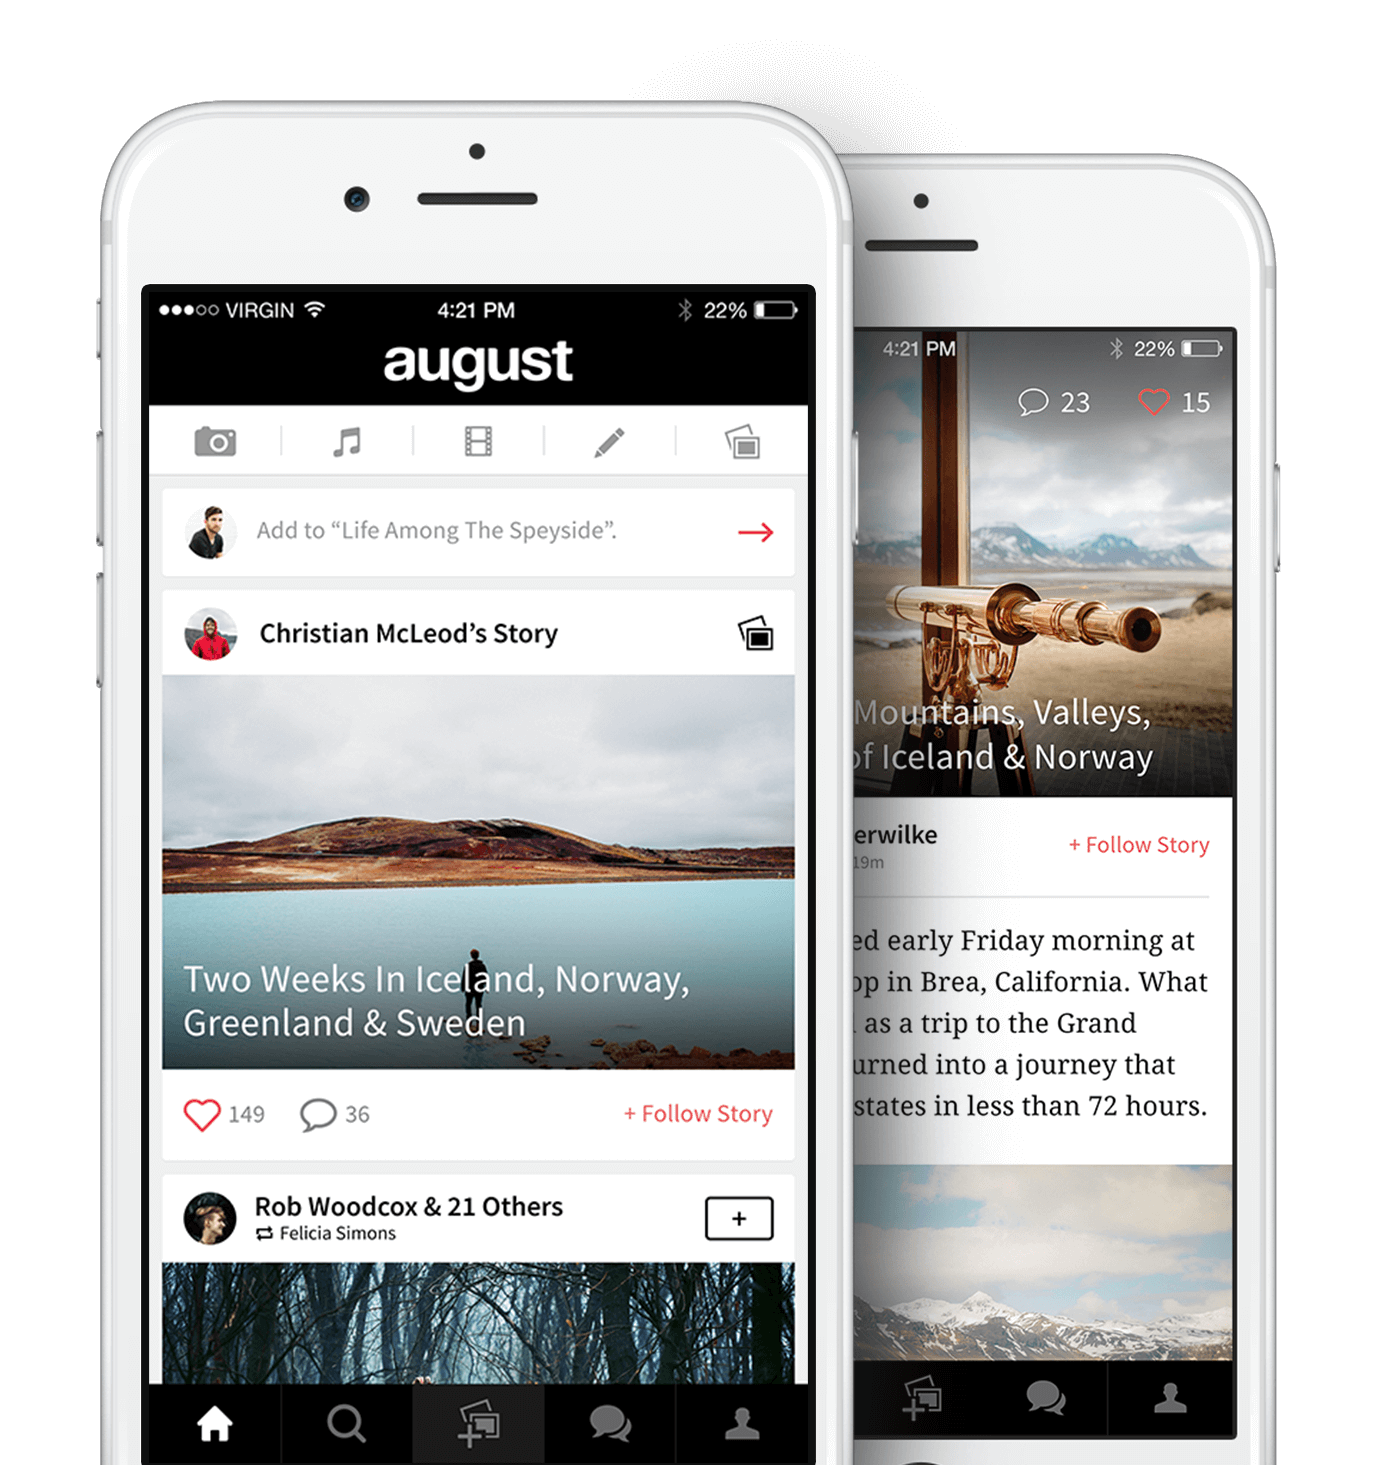 VIRGIN 4:21 PM 22%
august
Add to “Life Among The Speyside”.
Christian McLeod’s Story
Two Weeks In Iceland, Norway,
Greenland & Sweden
149 36 + Follow Story
Rob Woodcox & 21 Others
+
Felicia Simons
4:21 PM 22%
23 15
Mountains, Valleys,
of Iceland & Norway
erwilke
19m
+ Follow Story
ed early Friday morning at
op in Brea, California. What
as a trip to the Grand
urned into a journey that
states in less than 72 hours.